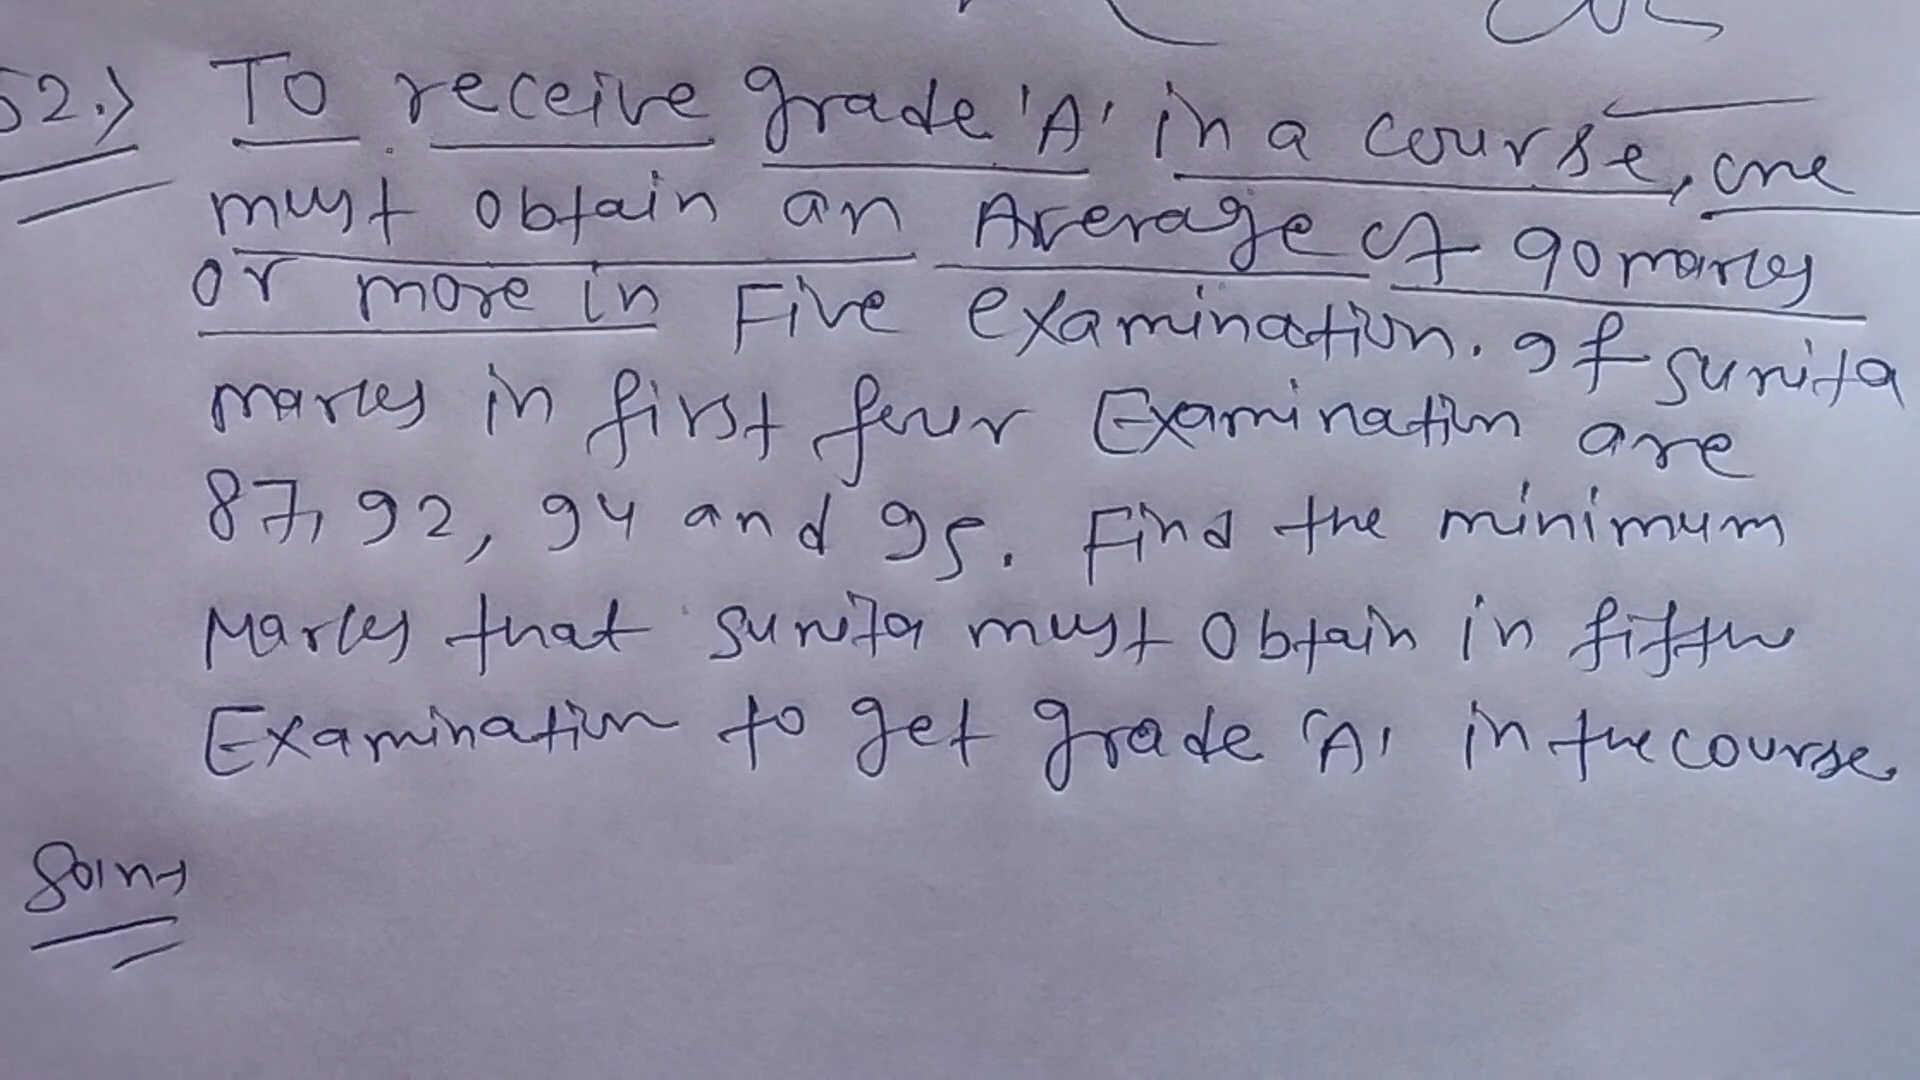 52.) To receive grade 'A' in a course, one
must obtain an Average of 90 marks
or more in Five examination. If sunita
marks in first four Examination are
87, 92, 94 and 95. Find the minimum
Marks that sunita must obtain in fifth
Examination to get grade 'A' in the course.
Soln→